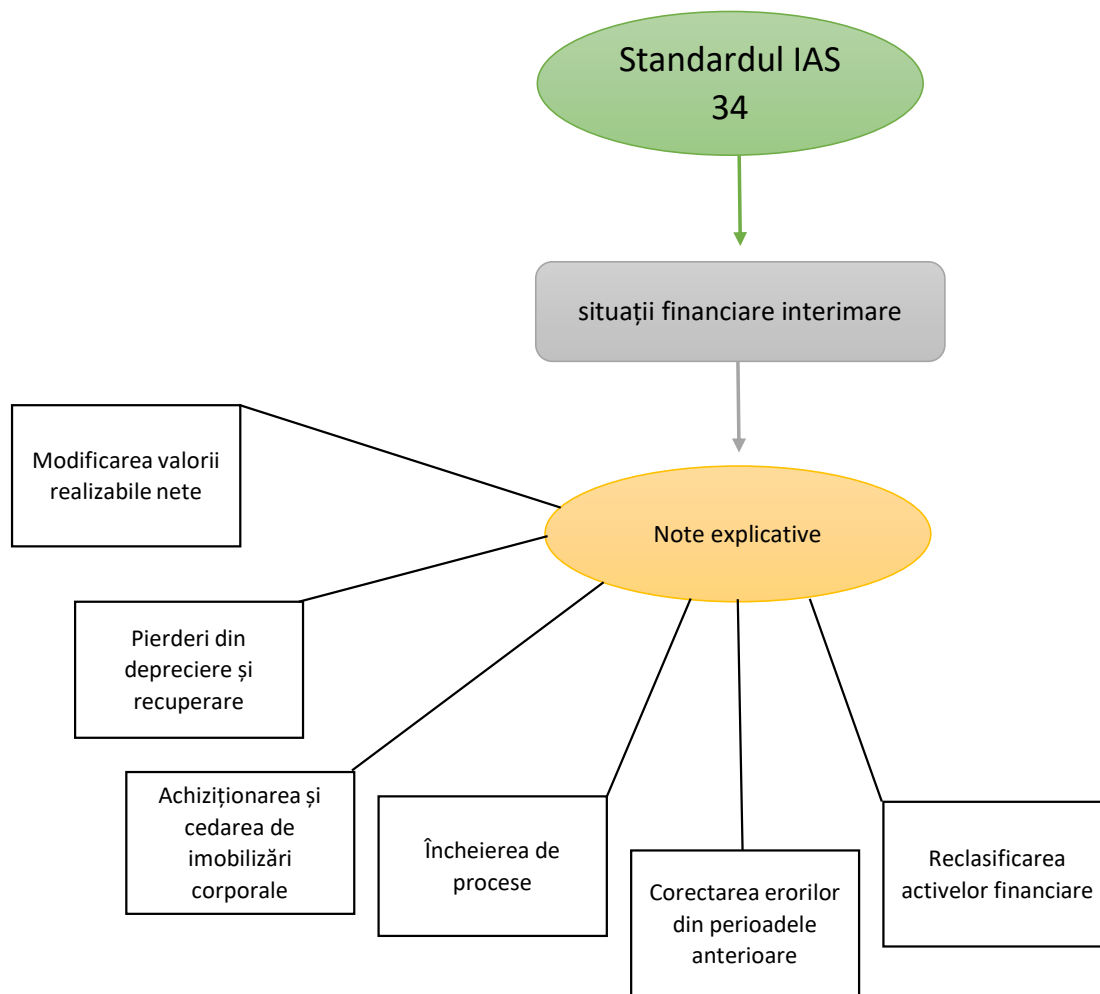 Standardul IAS
34
situații financiare interimare
Note explicative
Modificarea valorii
realizabile nete
Pierderi din
depreciere și
recuperare
Achiziționarea și
cedarea de
imobilizări
corporale
Încheierea de
procese
Corectarea erorilor
din perioadele
anterioare
Reclasificarea
activelor financiare